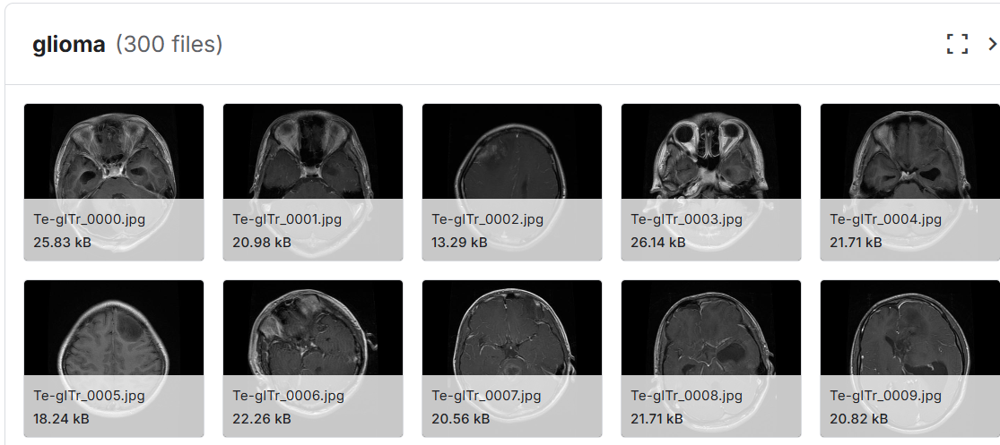 glioma (300 files)
Te-glTr_0000.jpg
25.83 kB
Te-glTr_0001.jpg
20.98 kB
Te-glTr_0002.jpg
13.29 kB
Te-glTr_0003.jpg
26.14 kB
Te-glTr_0004.jpg
21.71 kB
Te-glTr_0005.jpg
18.24 kB
Te-glTr_0006.jpg
22.26 kB
Te-glTr_0007.jpg
20.56 kB
Te-glTr_0008.jpg
21.71 kB
Te-glTr_0009.jpg
20.82 kB